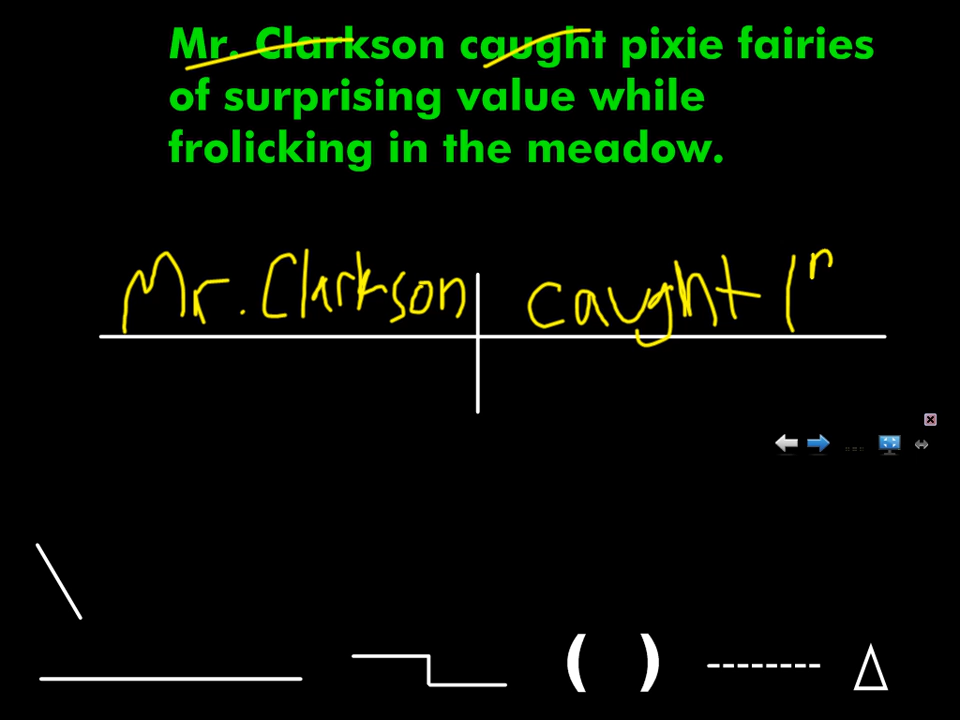 Mr. Clarkson caught pixie fairies
of surprising value while
frolicking in the meadow.
Mr. Clarkson caught
( )